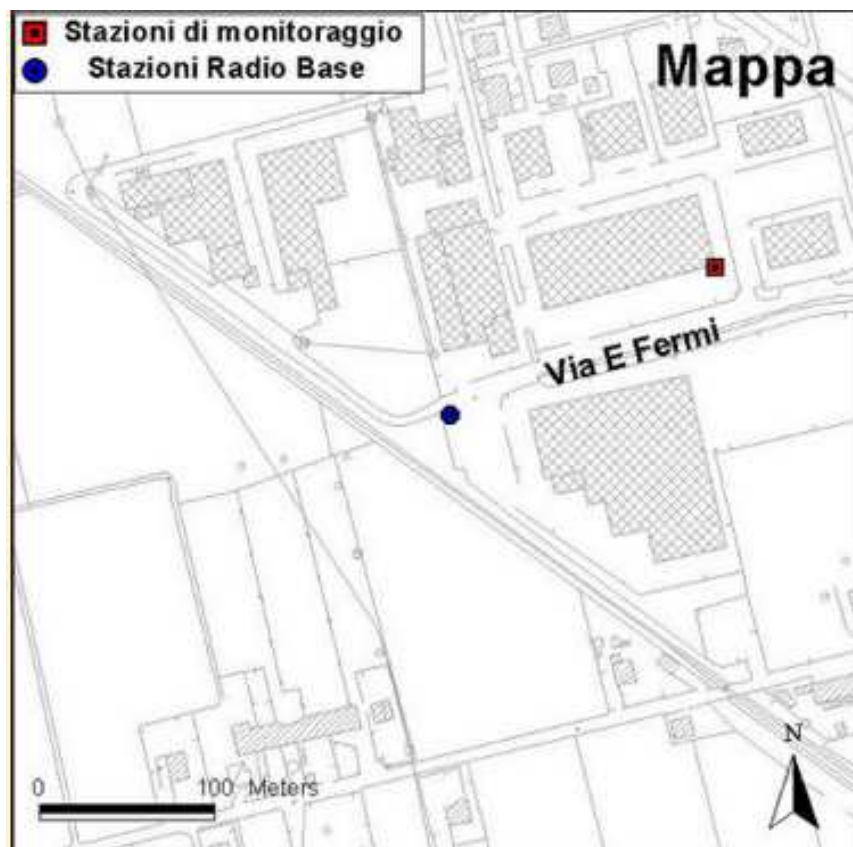 Stazioni di monitoraggio
Stazioni Radio Base
Mappa
Via E Fermi
0 100 Meters
N